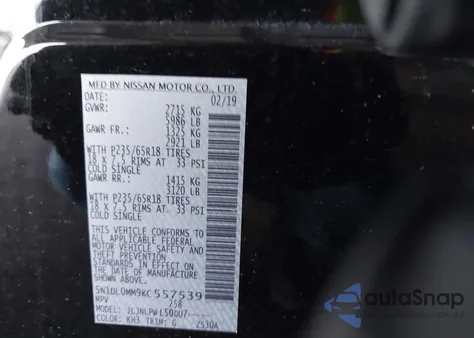 MFD BY NISSAN MOTOR CO., LTD.
DATE: 02/19
GVWR: 2715 KG
5986 LB
GAWR FR.: 1325 KG
2921 LB
WITH P235/65R18 TIRES
18 X 7.5 RIMS AT 33 PSI
COLD SINGLE
GAWR RR.: 1415 KG
3120 LB
WITH P235/65R18 TIRES
18 X 7.5 RIMS AT 33 PSI
COLD SINGLE
THIS VEHICLE CONFORMS TO
ALL APPLICABLE FEDERAL
MOTOR VEHICLE SAFETY AND
THEFT PREVENTION
STANDARDS IN EFFECT ON
THE DATE OF MANUFACTURE
SHOWN ABOVE.
5N1DL0MM9KC557539
MPV 258
MODEL: JLJNLPWL50DU7-----
COLOR: KH3 TRIM: G Z530A
autoSnap